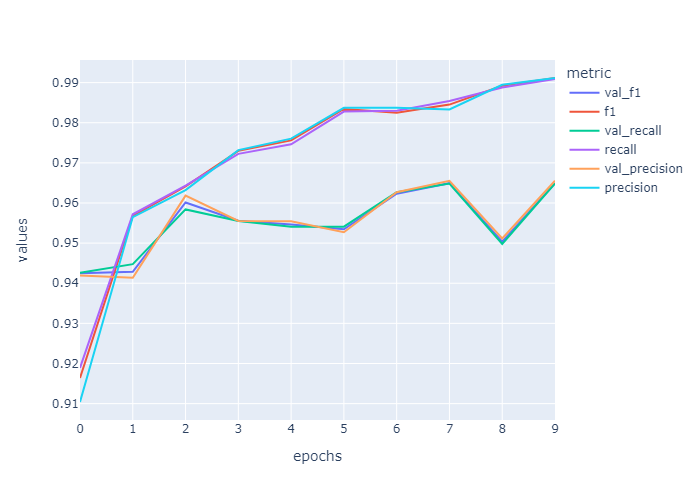 metric
val_f1
f1
val_recall
recall
val_precision
precision
values
0.99
0.98
0.97
0.96
0.95
0.94
0.93
0.92
0.91
0 1 2 3 4 5 6 7 8 9
epochs